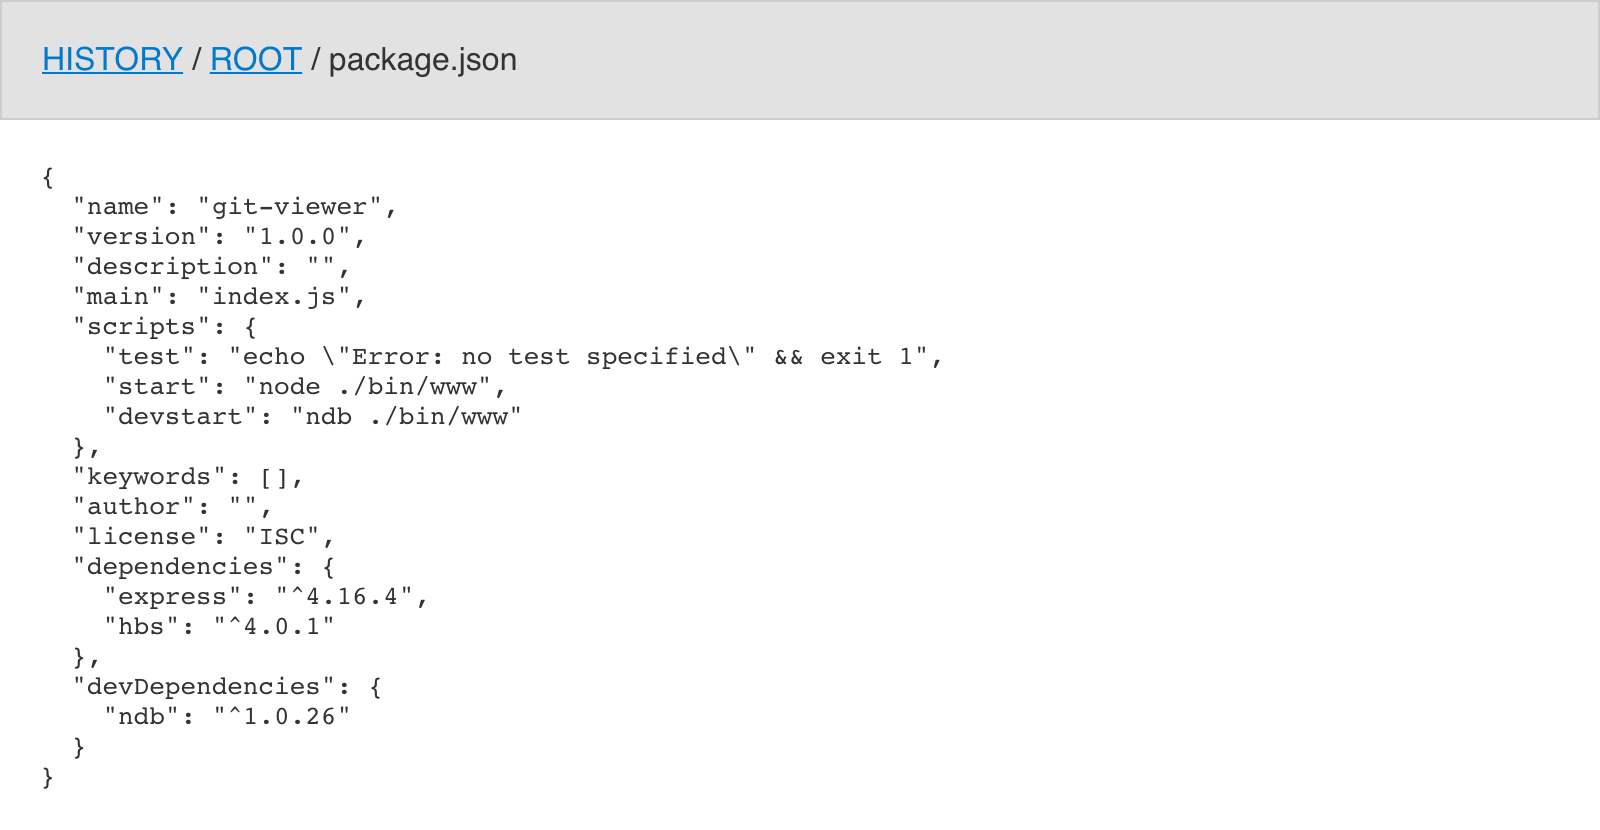 HISTORY / ROOT / package.json
{
  "name": "git-viewer",
  "version": "1.0.0",
  "description": "",
  "main": "index.js",
  "scripts": {
    "test": "echo \"Error: no test specified\" && exit 1",
    "start": "node ./bin/www",
    "devstart": "ndb ./bin/www"
  },
  "keywords": [],
  "author": "",
  "license": "ISC",
  "dependencies": {
    "express": "^4.16.4",
    "hbs": "^4.0.1"
  },
  "devDependencies": {
    "ndb": "^1.0.26"
  }
}